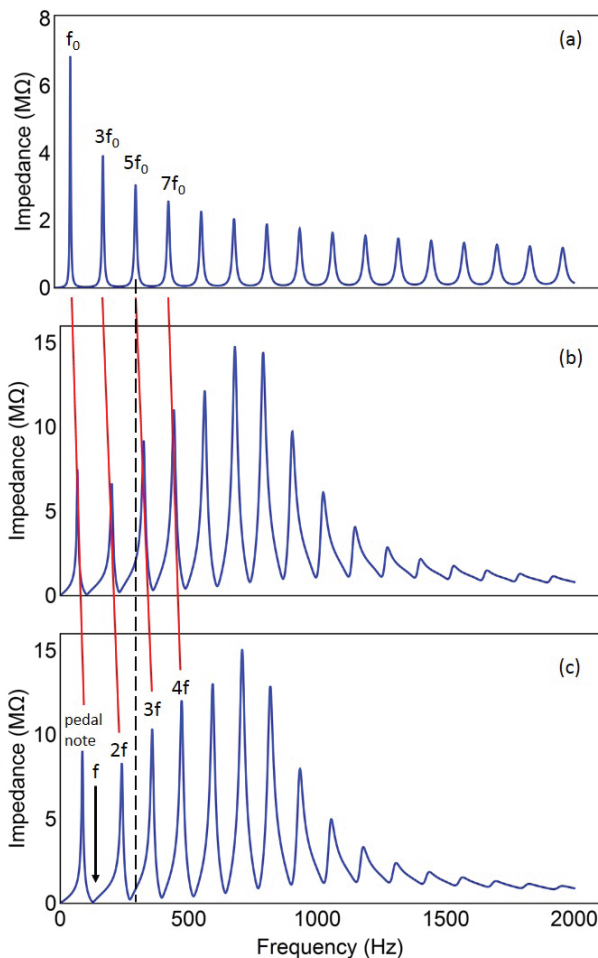 8
6
4
2
0
Impedance (MΩ)
f₀
3f₀
5f₀
7f₀
(a)
15
10
5
0
Impedance (MΩ)
(b)
15
10
5
0
Impedance (MΩ)
pedal
note
f
2f
3f
4f
(c)
0 500 1000 1500 2000
Frequency (Hz)